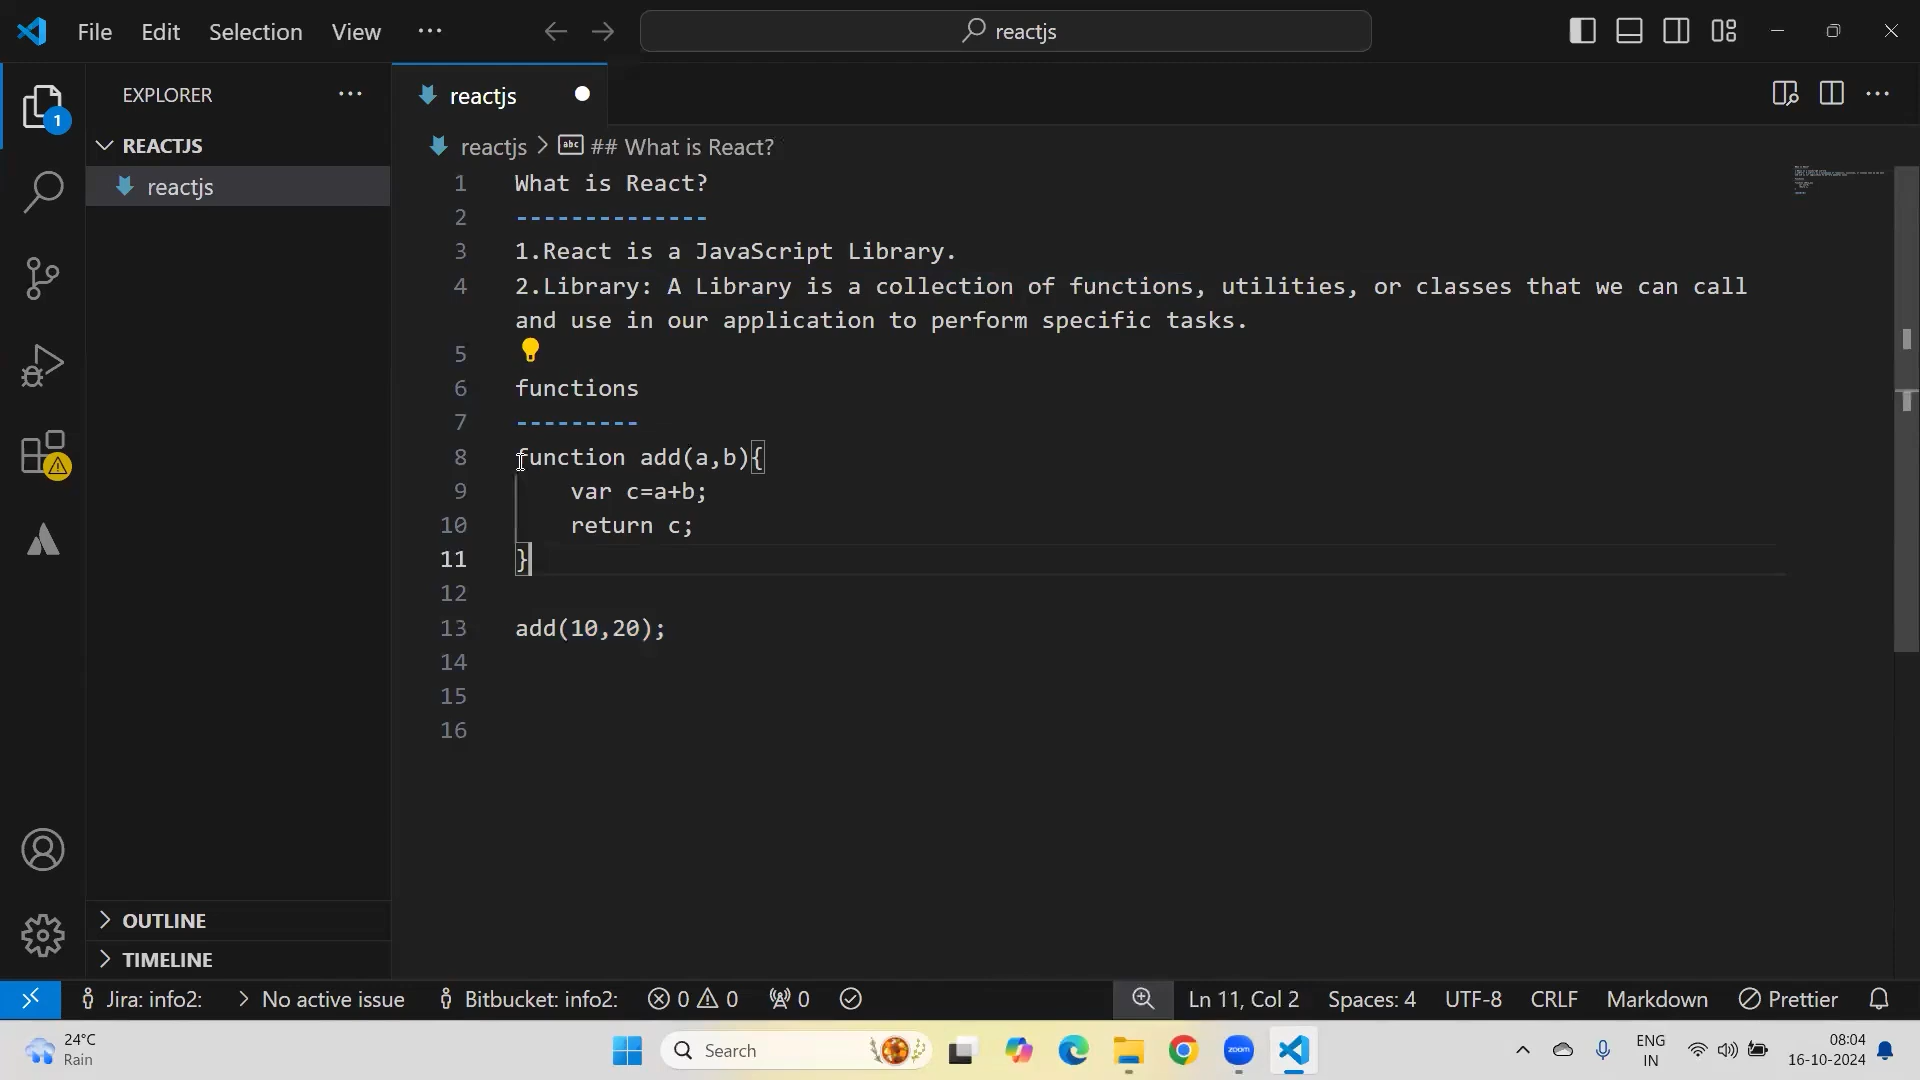 File Edit Selection View ... reactjs
EXPLORER ...
1
REACTJS
reactjs
reactjs
reactjs > ## What is React?
1 What is React?
2 --------------
3 1.React is a JavaScript Library.
4 2.Library: A Library is a collection of functions, utilities, or classes that we can call
and use in our application to perform specific tasks.
5
6 functions
7 ---------
8 function add(a,b){
9 var c=a+b;
10 return c;
11 }
12
13 add(10,20);
14
15
16
OUTLINE
TIMELINE
Jira: info2: > No active issue Bitbucket: info2: 0 0 0 Ln 11, Col 2 Spaces: 4 UTF-8 CRLF Markdown Prettier
24°C
Rain
Search
zoom
ENG
IN
08:04
16-10-2024